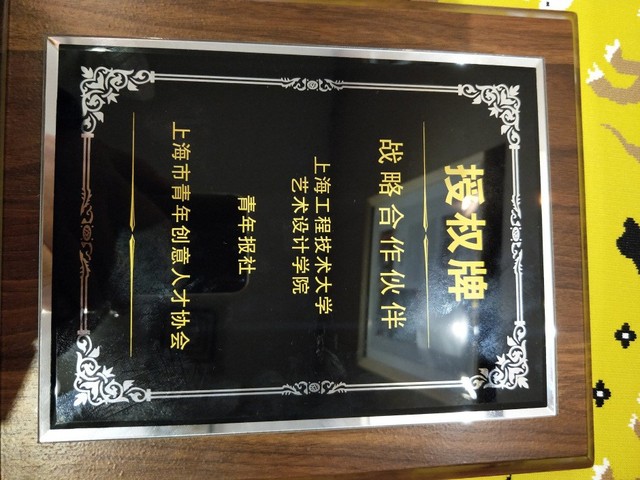 授权牌
战略合作伙伴
上海工程技术大学
艺术设计学院
青年报社
上海市青年创意人才协会